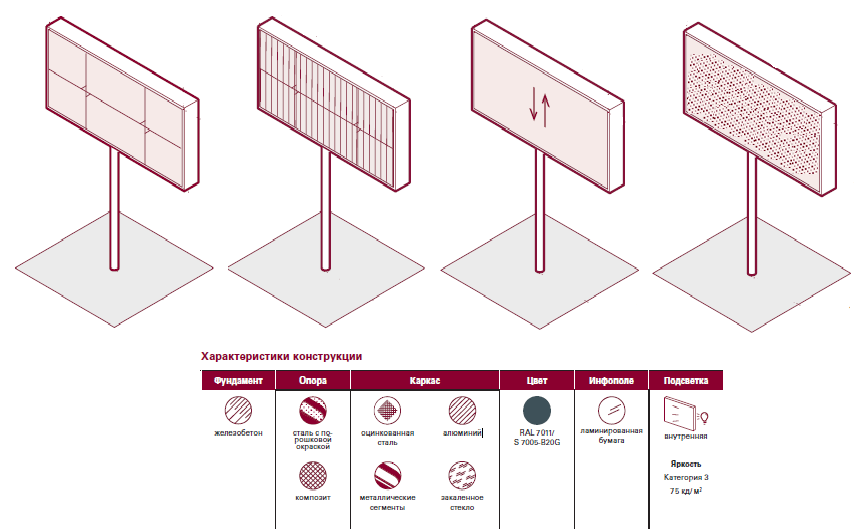 Характеристики конструкции
Фундамент Опора Каркас Цвет Инфополе Подсветка
железобетон
сталь с по-
рошковой
окраской
оцинкованная
сталь
алюминий
RAL 7011/
S 7005-B20G
ламинированная
бумага
внутренняя
композит
металлические
сегменты
закаленное
стекло
Яркость
Категория 3
75 кд/м²